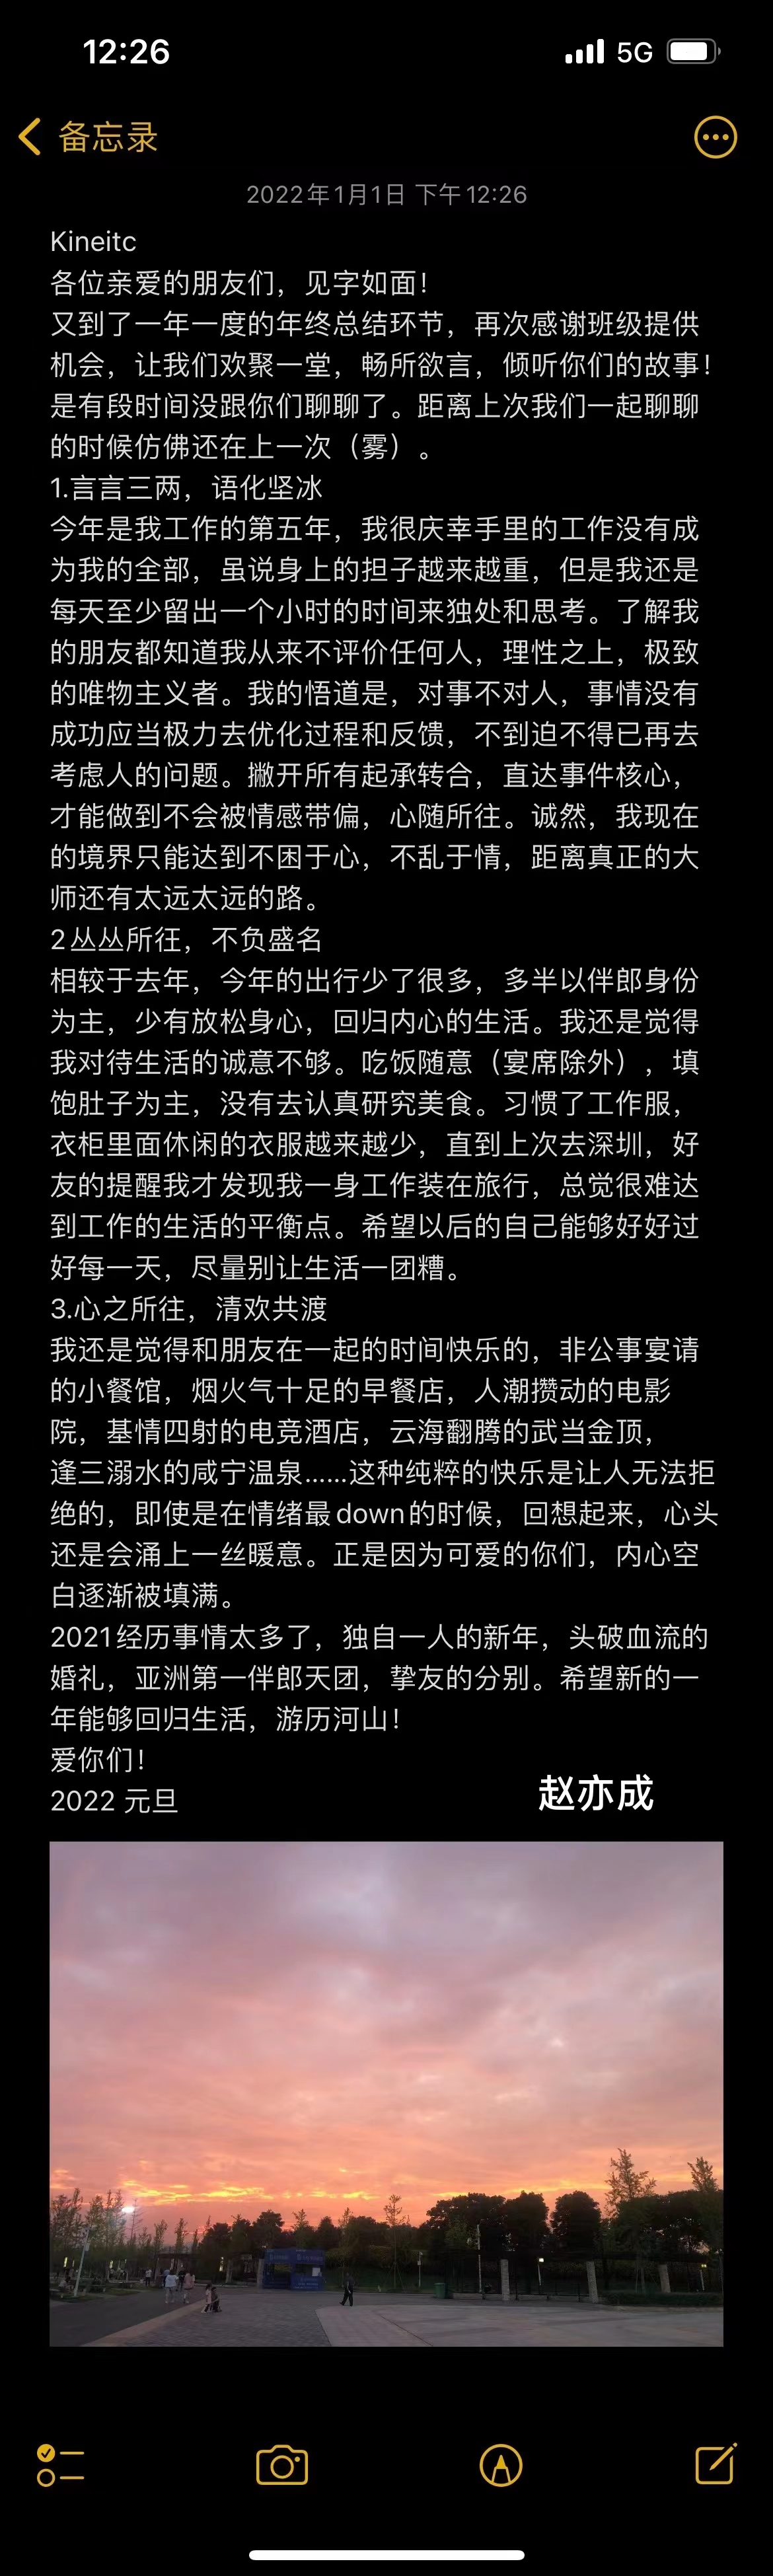 12:26
5G
备忘录
2022年1月1日 下午12:26
Kineitc
各位亲爱的朋友们，见字如面！
又到了一年一度的年终总结环节，再次感谢班级提供
机会，让我们欢聚一堂，畅所欲言，倾听你们的故事！
是有段时间没跟你们聊聊了。距离上次我们一起聊聊
的时候仿佛还在上一次（雾）。
1.言言三两，语化坚冰
今年是我工作的第五年，我很庆幸手里的工作没有成
为我的全部，虽说身上的担子越来越重，但是我还是
每天至少留出一个小时的时间来独处和思考。了解我
的朋友都知道我从来不评价任何人，理性之上，极致
的唯物主义者。我的悟道是，对事不对人，事情没有
成功应当极力去优化过程和反馈，不到迫不得已再去
考虑人的问题。撇开所有起承转合，直达事件核心，
才能做到不会被情感带偏，心随所往。诚然，我现在
的境界只能达到不困于心，不乱于情，距离真正的大
师还有太远太远的路。
2丛丛所往，不负盛名
相较于去年，今年的出行少了很多，多半以伴郎身份
为主，少有放松身心，回归内心的生活。我还是觉得
我对待生活的诚意不够。吃饭随意（宴席除外），填
饱肚子为主，没有去认真研究美食。习惯了工作服，
衣柜里面休闲的衣服越来越少，直到上次去深圳，好
友的提醒我才发现我一身工作装在旅行，总觉很难达
到工作的生活的平衡点。希望以后的自己能够好好过
好每一天，尽量别让生活一团糟。
3.心之所往，清欢共渡
我还是觉得和朋友在一起的时间快乐的，非公事宴请
的小餐馆，烟火气十足的早餐店，人潮攒动的电影
院，基情四射的电竞酒店，云海翻腾的武当金顶，
逢三溺水的咸宁温泉……这种纯粹的快乐是让人无法拒
绝的，即使是在情绪最down的时候，回想起来，心头
还是会涌上一丝暖意。正是因为可爱的你们，内心空
白逐渐被填满。
2021经历事情太多了，独自一人的新年，头破血流的
婚礼，亚洲第一伴郎天团，挚友的分别。希望新的一
年能够回归生活，游历河山！
爱你们！
2022 元旦
赵亦成